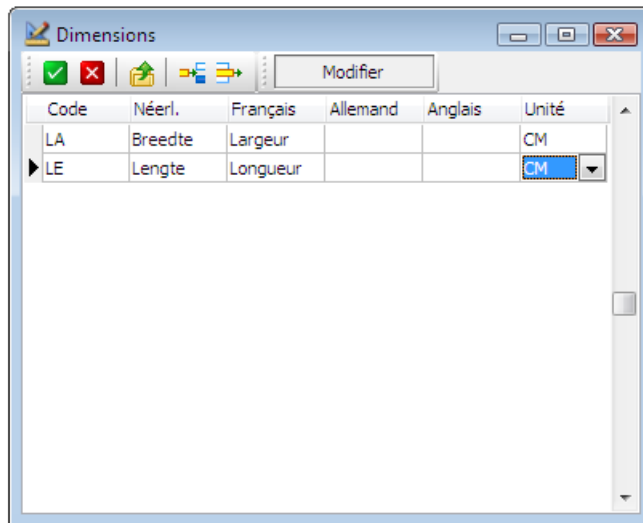 Dimensions
Modifier
Code Néerl. Français Allemand Anglais Unité
LA Breedte Largeur CM
LE Lengte Longueur CM